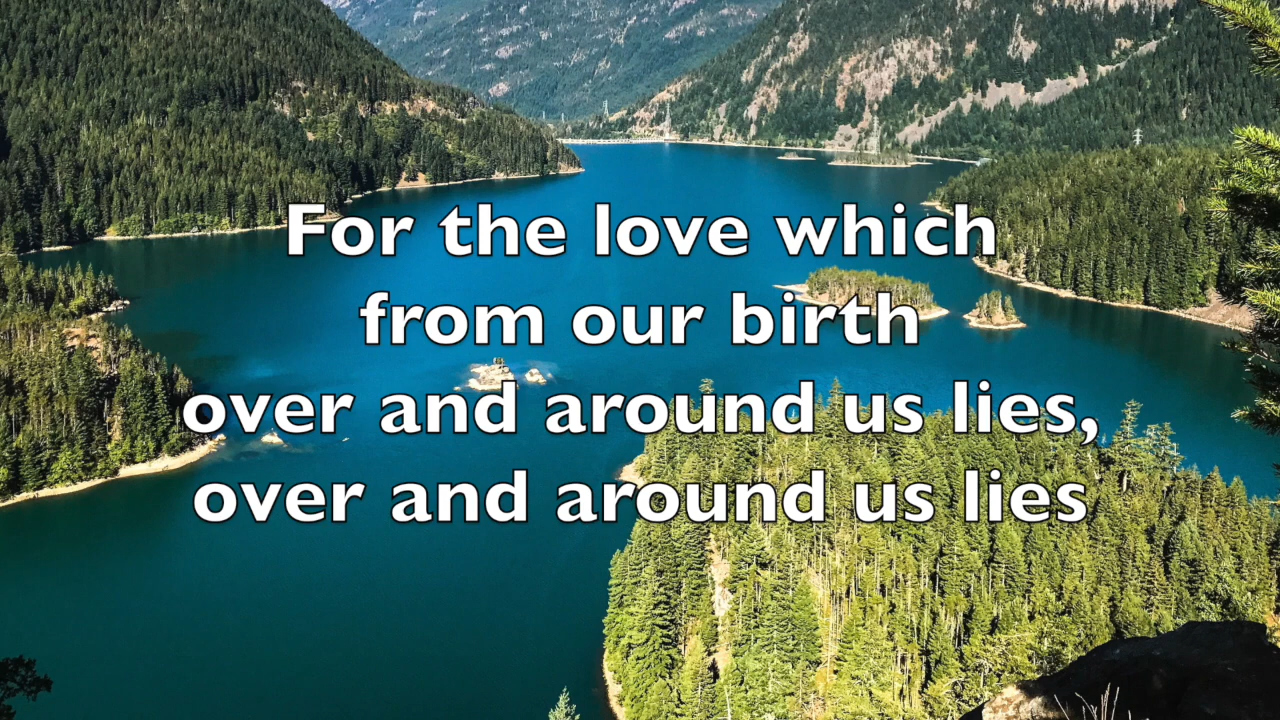 For the love which
from our birth
over and around us lies,
over and around us lies